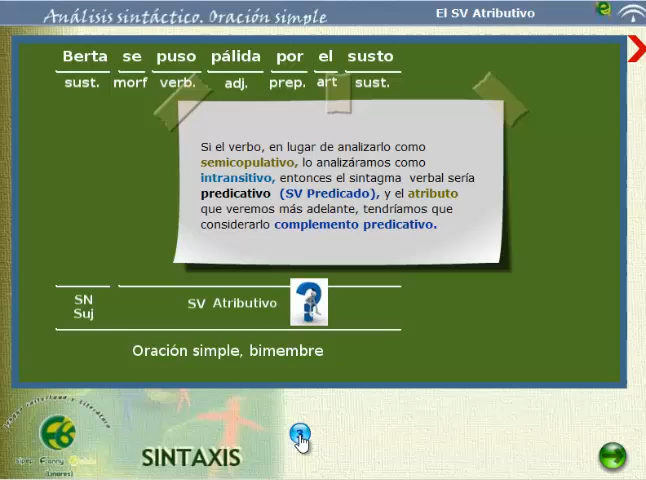 Análisis sintáctico. Oración simple
El SV Atributivo
Berta se puso pálida por el susto
sust. morf verb. adj. prep. art sust.
Si el verbo, en lugar de analizarlo como
semicopulativo, lo analizáramos como
intransitivo, entonces el sintagma verbal sería
predicativo (SV Predicado), y el atributo
que veremos más adelante, tendríamos que
considerarlo complemento predicativo.
SN
Suj
SV Atributivo
Oración simple, bimembre
SINTAXIS
3
(Linares)